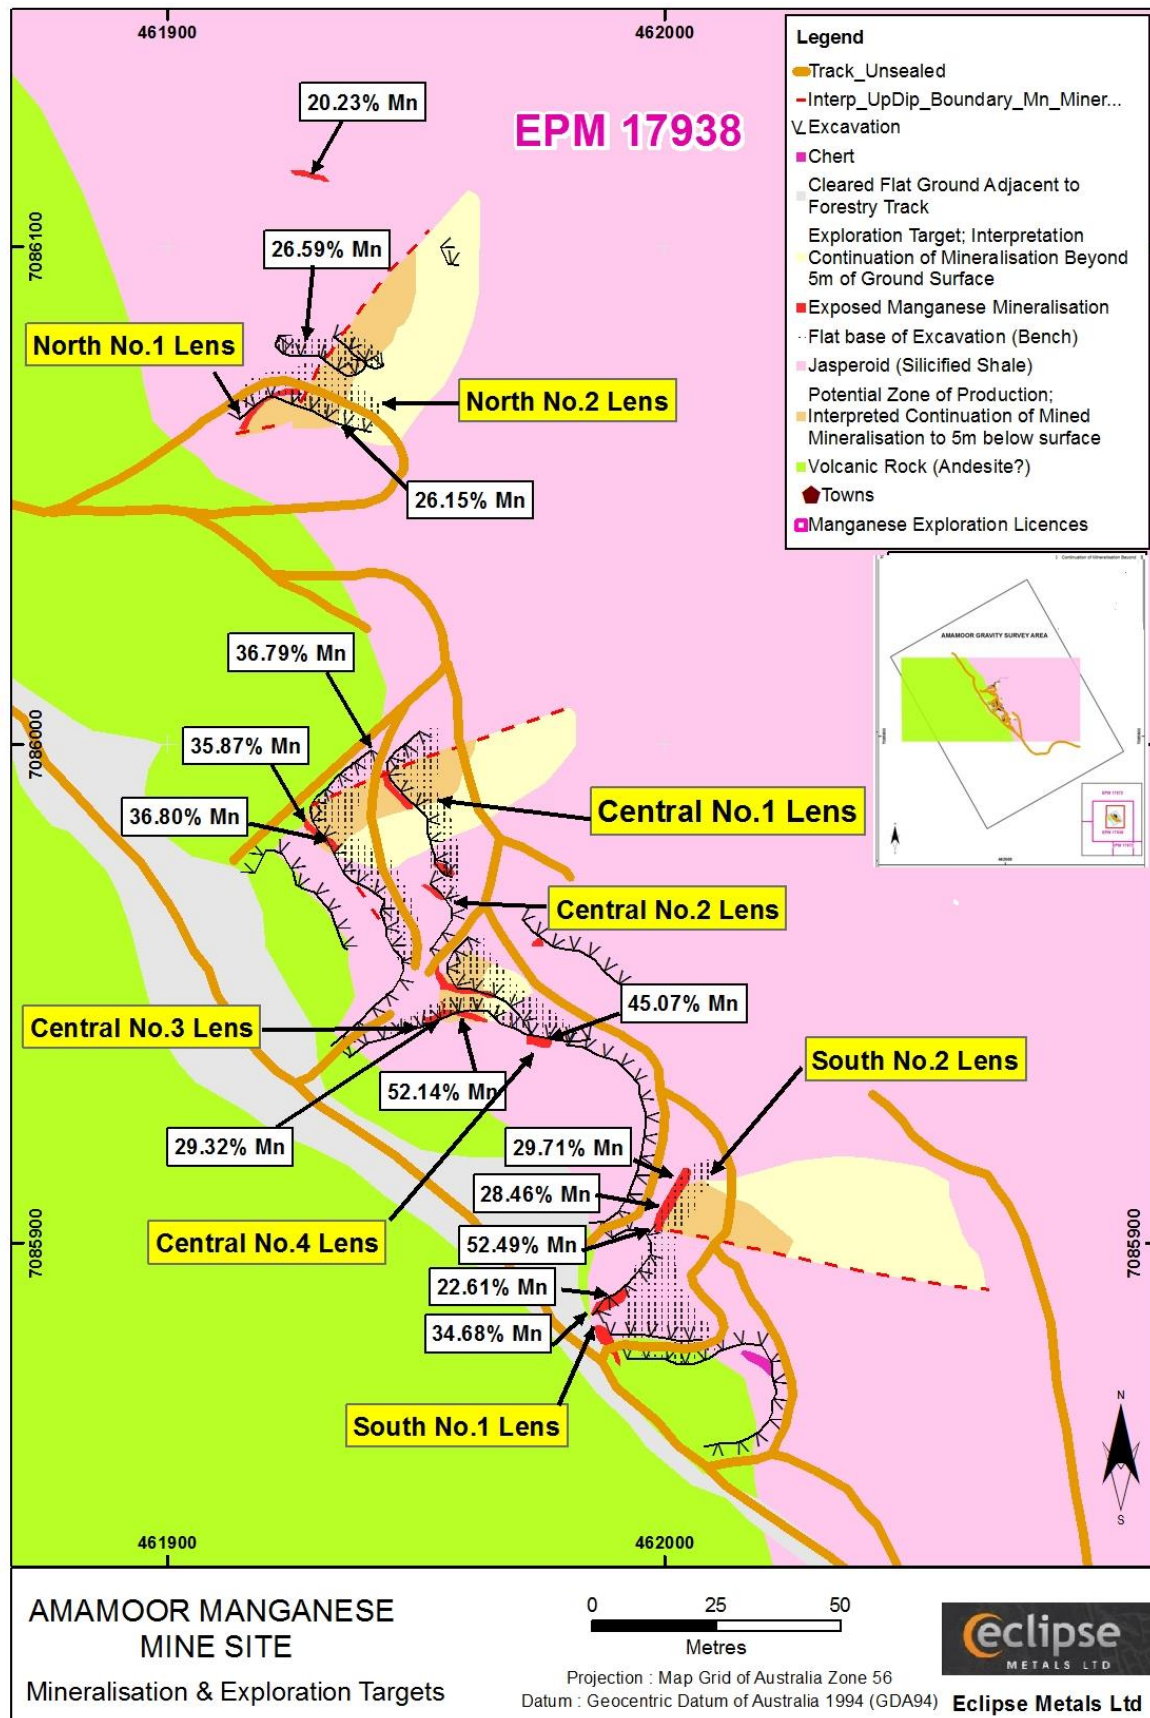 461900
462000
Legend
Track_Unsealed
Interp_UpDip_Boundary_Mn_Miner...
Excavation
Chert
Cleared Flat Ground Adjacent to
Forestry Track
Exploration Target; Interpretation
Continuation of Mineralisation Beyond
5m of Ground Surface
Exposed Manganese Mineralisation
Flat base of Excavation (Bench)
Jasperoid (Silicified Shale)
Potential Zone of Production;
Interpreted Continuation of Mined
Mineralisation to 5m below surface
Volcanic Rock (Andesite?)
Towns
Manganese Exploration Licences
20.23% Mn
EPM 17938
7086100
26.59% Mn
North No.1 Lens
North No.2 Lens
26.15% Mn
Continuation of Mineralisation Beyond
AMAMOOR GRAVITY SURVEY AREA
36.79% Mn
7086000
35.87% Mn
36.80% Mn
Central No.1 Lens
Central No.2 Lens
45.07% Mn
Central No.3 Lens
South No.2 Lens
52.14% Mn
29.32% Mn
29.71% Mn
28.46% Mn
Central No.4 Lens
52.49% Mn
7085900
7085900
22.61% Mn
34.68% Mn
South No.1 Lens
N
S
461900
462000
AMAMOOR MANGANESE
MINE SITE
Mineralisation & Exploration Targets
0 25 50
Metres
Projection : Map Grid of Australia Zone 56
Datum : Geocentric Datum of Australia 1994 (GDA94)
eclipse
METALS LTD
Eclipse Metals Ltd